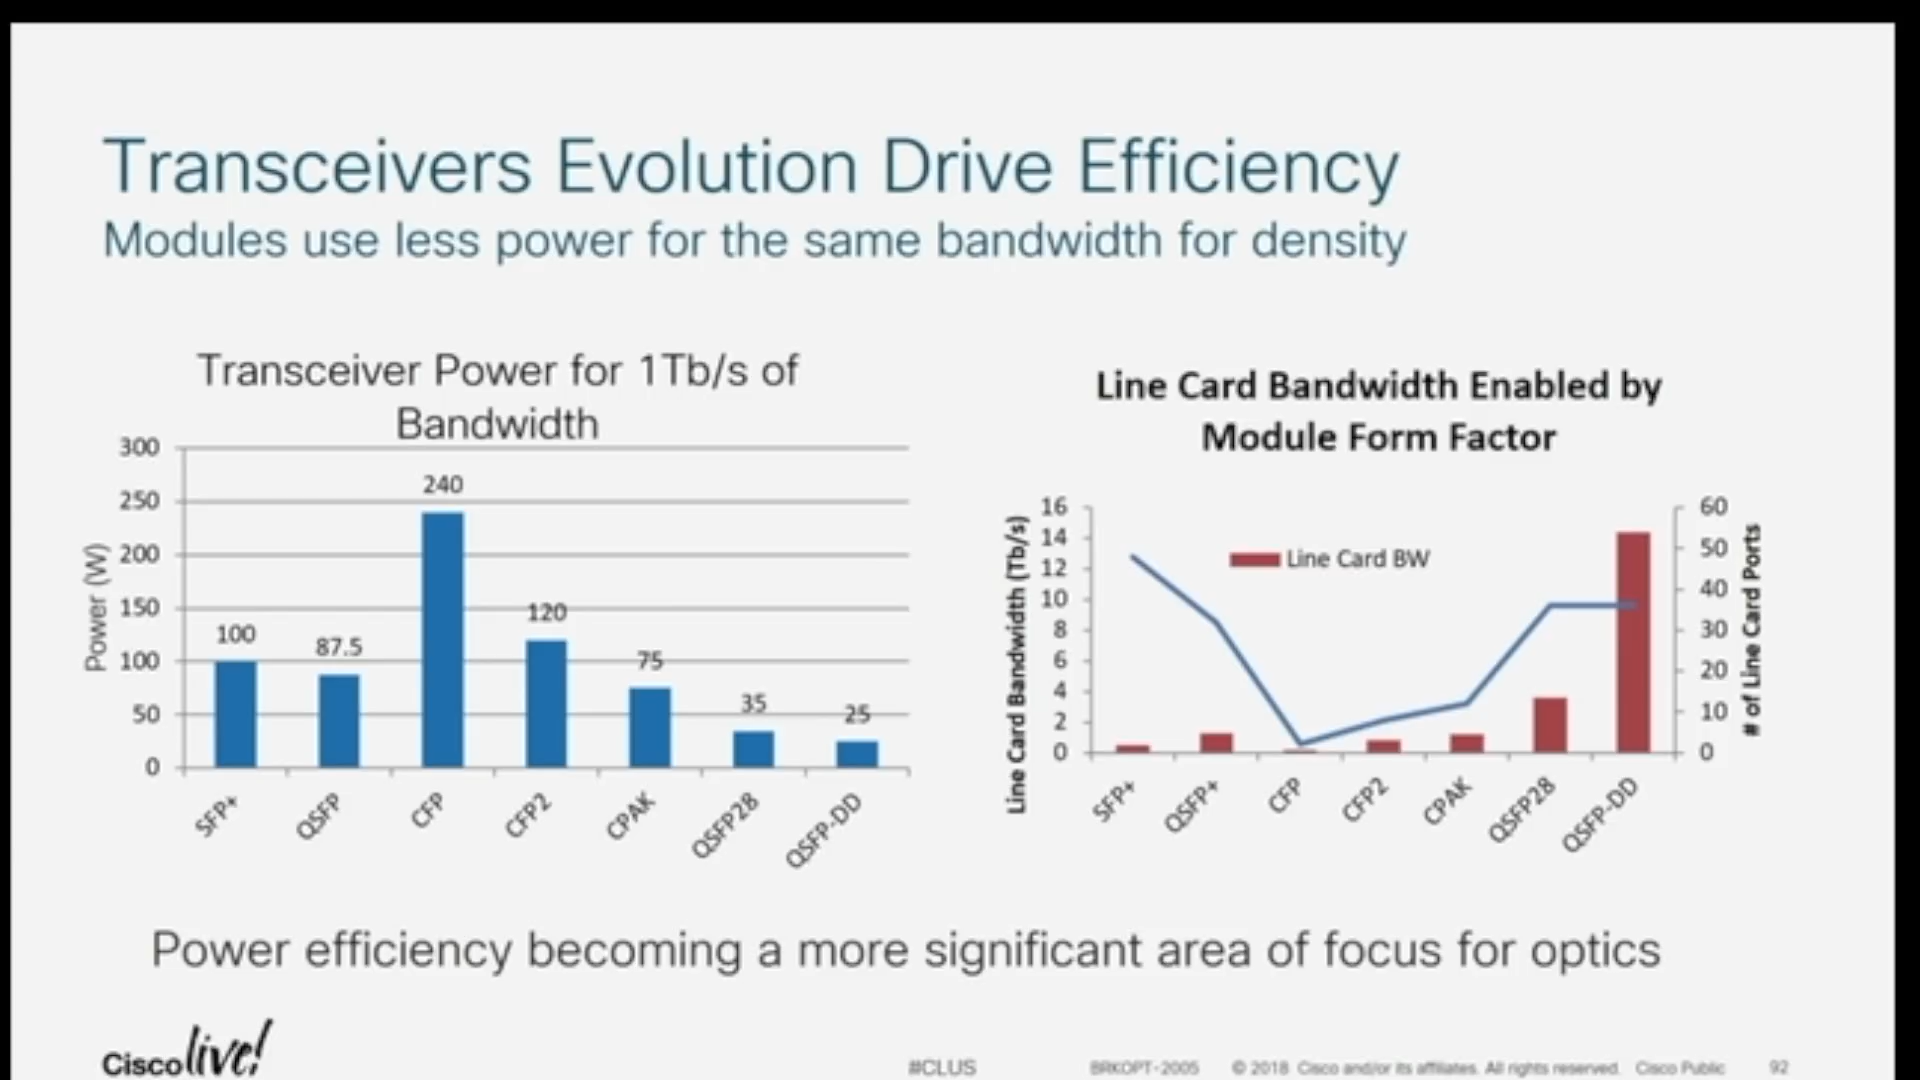 Transceivers Evolution Drive Efficiency
Modules use less power for the same bandwidth for density
Transceiver Power for 1Tb/s of
Bandwidth
Power (W)
300
250
200
150
100
50
0
100
87.5
240
120
75
35
25
SFP+
QSFP
CFP
CFP2
CPAK
QSFP28
QSFP-DD
Line Card Bandwidth Enabled by
Module Form Factor
Line Card Bandwidth (Tb/s)
16
14
12
10
8
6
4
2
0
Line Card BW
60
50
40
30
20
10
0
# of Line Card Ports
SFP+
QSFP+
CFP
CFP2
CPAK
QSFP28
QSFP-DD
Power efficiency becoming a more significant area of focus for optics
Cisco live!
#CLUS
BRKOPT-2005
© 2018 Cisco and/or its affiliates. All rights reserved. Cisco Public
92